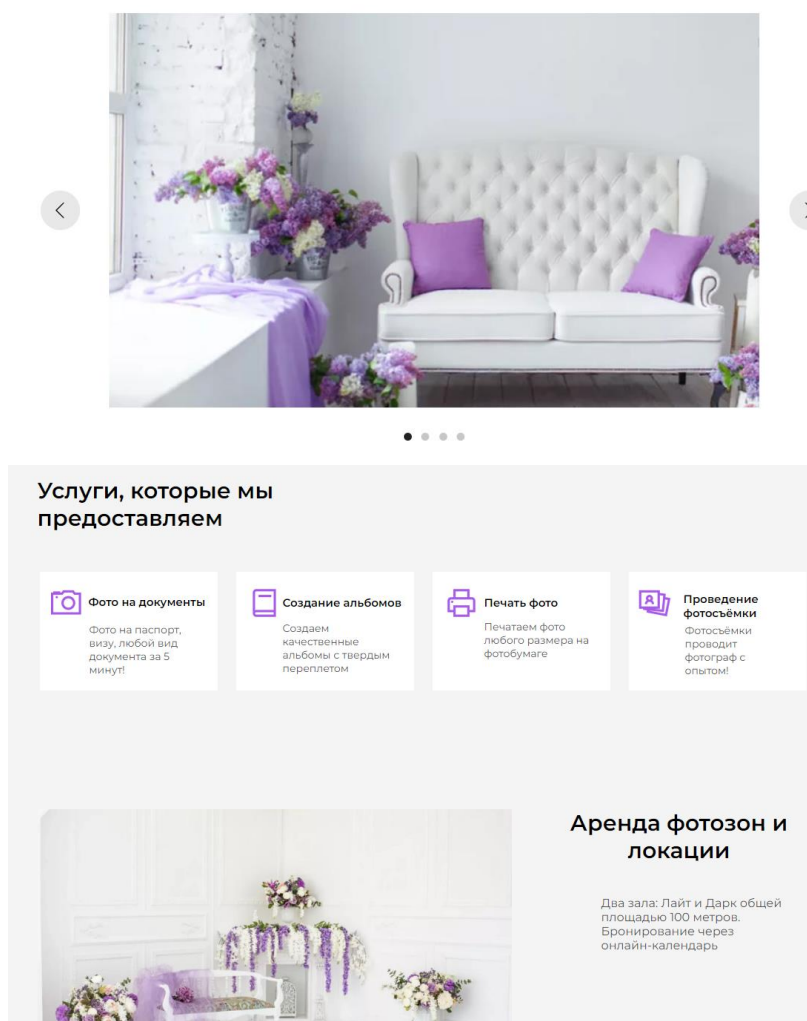 Услуги, которые мы
предоставляем
Фото на документы
Фото на паспорт,
визу, любой вид
документа за 5
минут!
Создание альбомов
Создаем
качественные
альбомы с твердым
переплетом
Печать фото
Печатаем фото
любого размера на
фотобумаге
Проведение
фотосъёмки
Фотосъёмки
проводит
фотограф с
опытом!
Аренда фотозон и
локации
Два зала: Лайт и Дарк общей
площадью 100 метров.
Бронирование через
онлайн-календарь